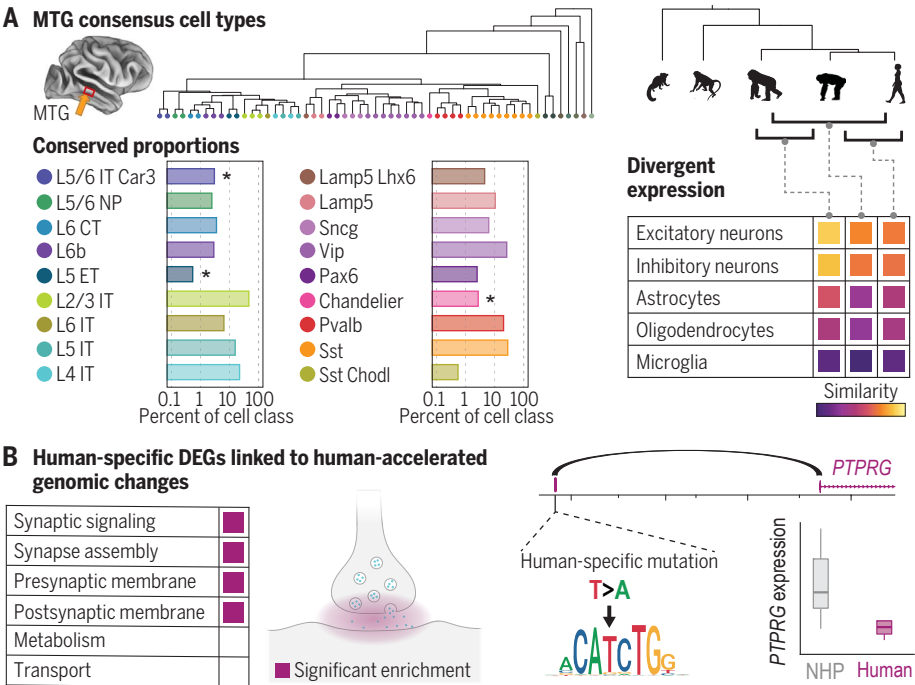 A MTG consensus cell types
MTG
Conserved proportions
L5/6 IT Car3
L5/6 NP
L6 CT
L6b
L5 ET
L2/3 IT
L6 IT
L5 IT
L4 IT
*
*
0.1 1 10 100
Percent of cell class
Lamp5 Lhx6
Lamp5
Sncg
Vip
Pax6
Chandelier
Pvalb
Sst
Sst Chodl
*
0.1 1 10 100
Percent of cell class
Divergent
expression
Excitatory neurons
Inhibitory neurons
Astrocytes
Oligodendrocytes
Microglia
Similarity
B Human-specific DEGs linked to human-accelerated
genomic changes
Synaptic signaling
Synapse assembly
Presynaptic membrane
Postsynaptic membrane
Metabolism
Transport
Significant enrichment
PTPRG
Human-specific mutation
T>A
ACATCTGG
PTPRG expression
NHP Human